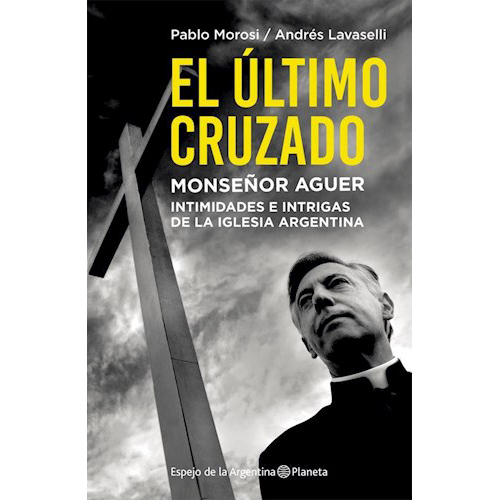 Pablo Morosi / Andrés Lavaselli
EL ÚLTIMO
CRUZADO
MONSEÑOR AGUER
INTIMIDADES E INTRIGAS
DE LA IGLESIA ARGENTINA
Espejo de la Argentina Planeta